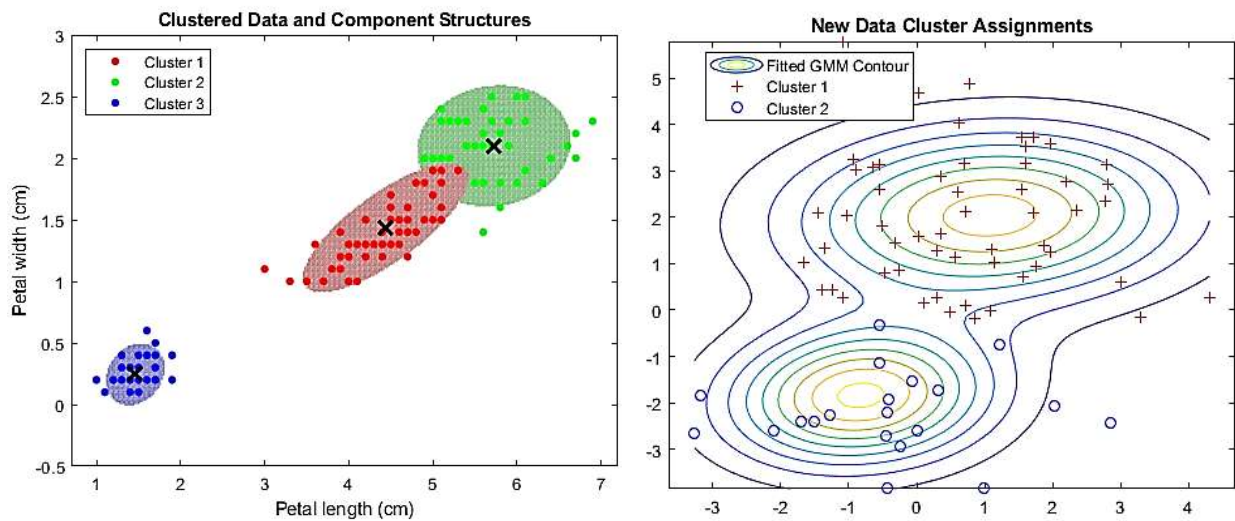 Clustered Data and Component Structures
3
2.5
2
1.5
1
0.5
0
-0.5
Petal width (cm)
Cluster 1
Cluster 2
Cluster 3
1 2 3 4 5 6 7
Petal length (cm)
New Data Cluster Assignments
5
4
3
2
1
0
-1
-2
-3
Fitted GMM Contour
Cluster 1
Cluster 2
-3 -2 -1 0 1 2 3 4